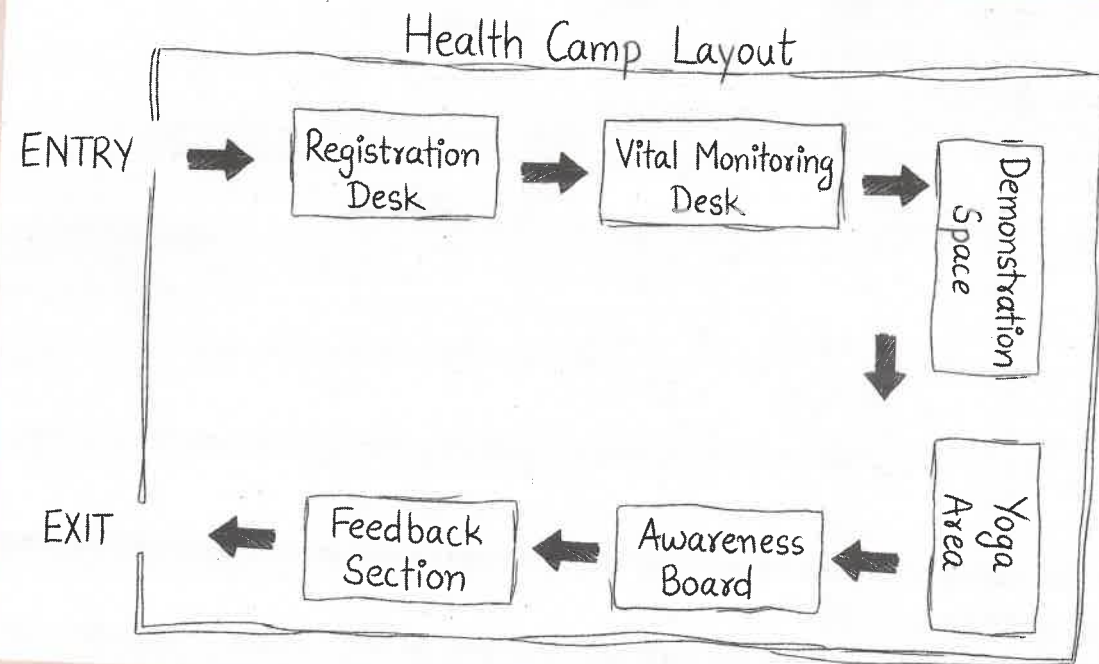 Health Camp Layout
ENTRY
Registration
Desk
Vital Monitoring
Desk
Demonstration
Space
Yoga
Area
Awareness
Board
Feedback
Section
EXIT